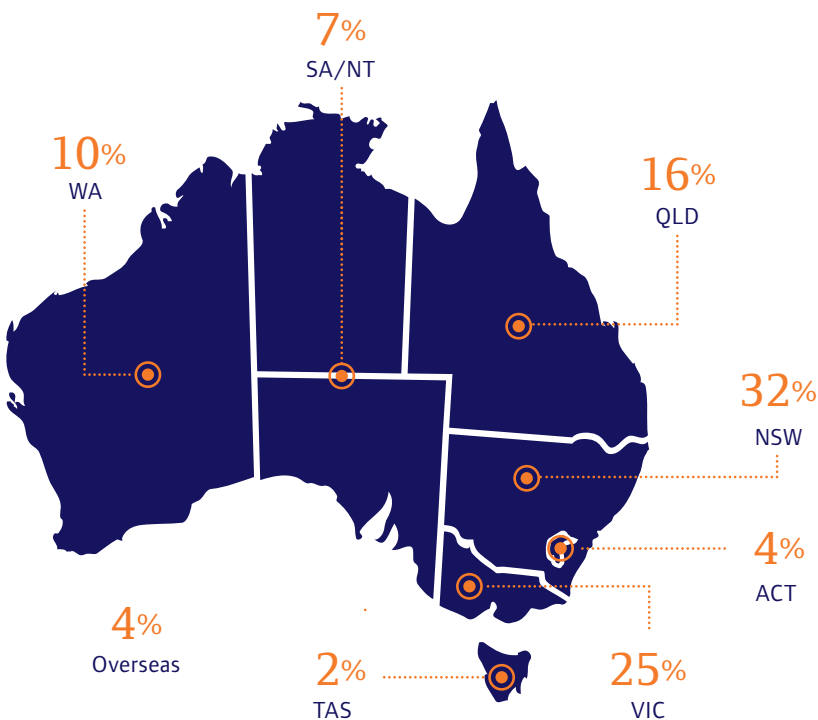 7%
SA/NT
10%
WA
16%
QLD
32%
NSW
4%
ACT
4%
Overseas
2%
TAS
25%
VIC